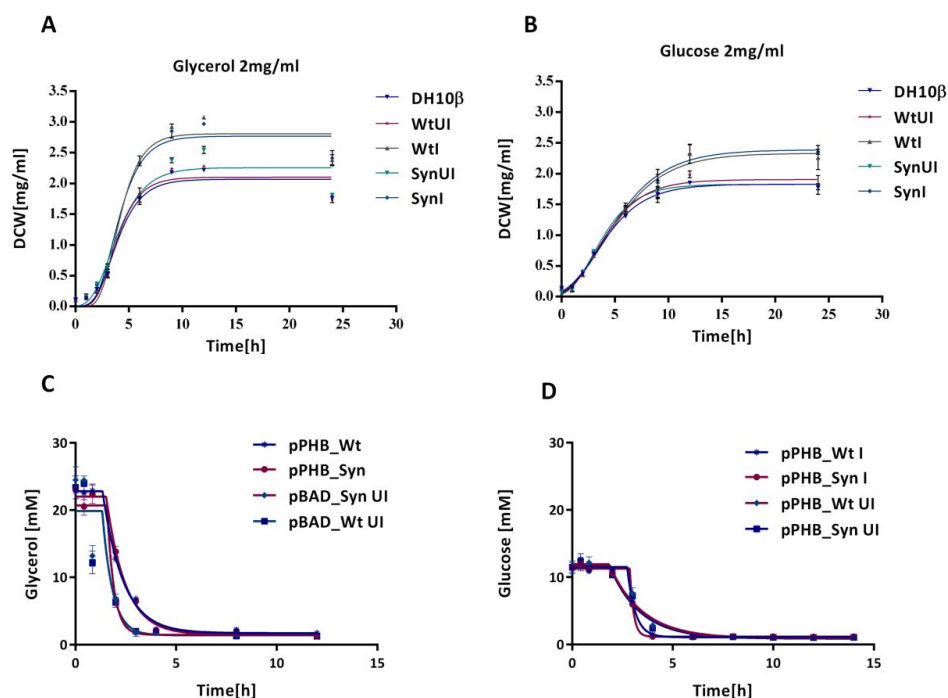 A
Glycerol 2mg/ml
DCW[mg/ml]
3.5
3.0
2.5
2.0
1.5
1.0
0.5
0.0
0 5 10 15 20 25 30
Time[h]
DH10β
WtUI
WtI
SynUI
SynI
B
Glucose 2mg/ml
DCW[mg/ml]
3.5
3.0
2.5
2.0
1.5
1.0
0.5
0.0
0 5 10 15 20 25 30
Time[h]
DH10β
WtUI
WtI
SynUI
SynI
C
Glycerol [mM]
30
20
10
0
0 5 10 15
Time[h]
pPHB_Wt
pPHB_Syn
pBAD_Syn UI
pBAD_Wt UI
D
Glucose [mM]
30
20
10
0
0 5 10 15
Time[h]
pPHB_Wt I
pPHB_Syn I
pPHB_Wt UI
pPHB_Syn UI